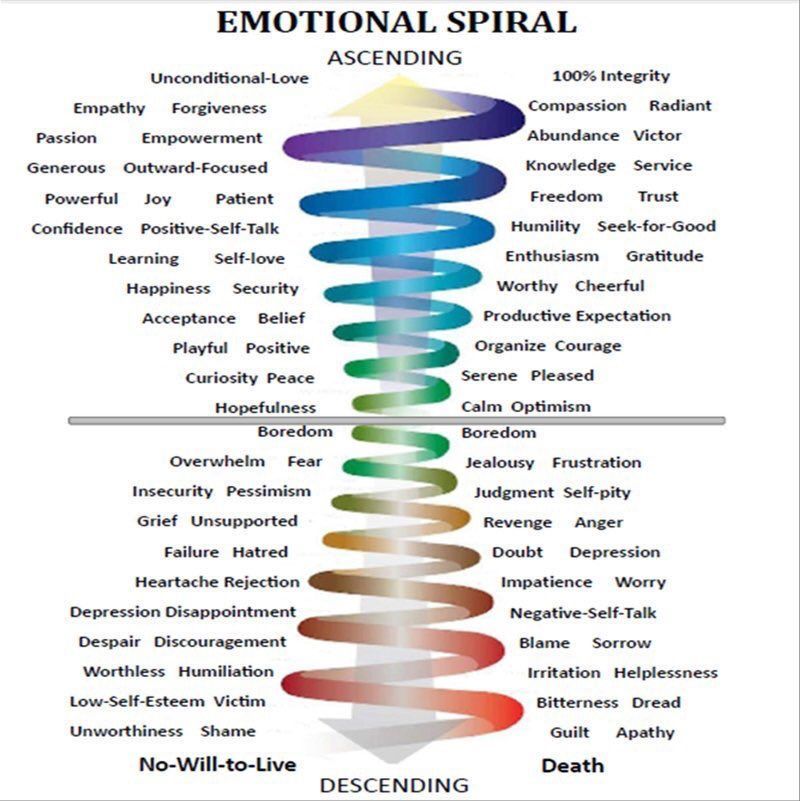 EMOTIONAL SPIRAL
ASCENDING
Unconditional-Love 100% Integrity
Empathy Forgiveness Compassion Radiant
Passion Empowerment Abundance Victor
Generous Outward-Focused Knowledge Service
Powerful Joy Patient Freedom Trust
Confidence Positive-Self-Talk Humility Seek-for-Good
Learning Self-love Enthusiasm Gratitude
Happiness Security Worthy Cheerful
Acceptance Belief Productive Expectation
Playful Positive Organize Courage
Curiosity Peace Serene Pleased
Hopefulness Calm Optimism
Boredom Boredom
Overwhelm Fear Jealousy Frustration
Insecurity Pessimism Judgment Self-pity
Grief Unsupported Revenge Anger
Failure Hatred Doubt Depression
Heartache Rejection Impatience Worry
Depression Disappointment Negative-Self-Talk
Despair Discouragement Blame Sorrow
Worthless Humiliation Irritation Helplessness
Low-Self-Esteem Victim Bitterness Dread
Unworthiness Shame Guilt Apathy
No-Will-to-Live Death
DESCENDING